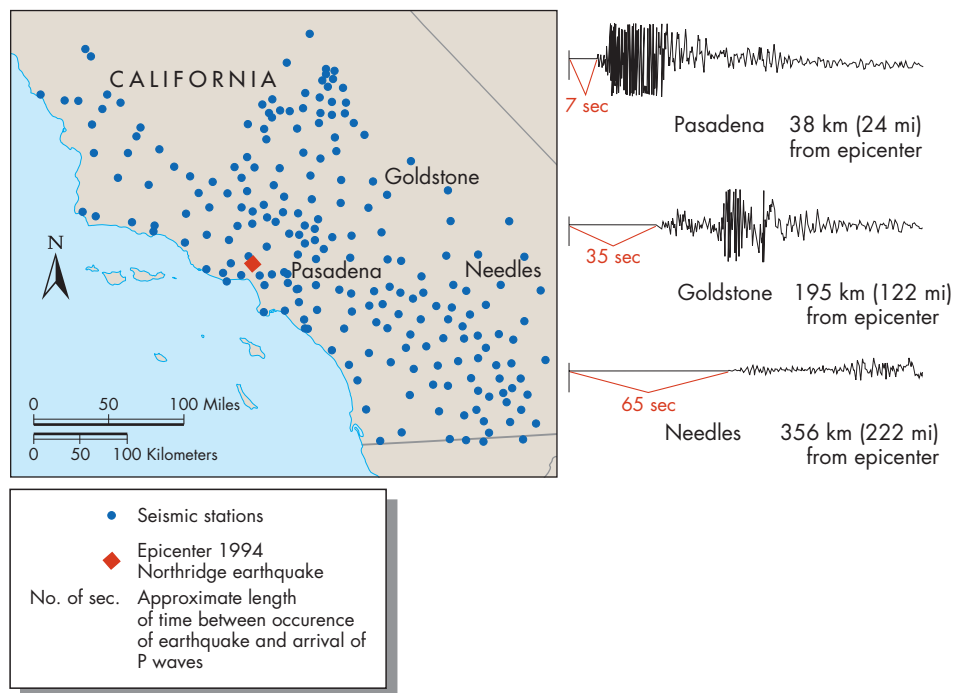 CALIFORNIA
Goldstone
N
Pasadena
Needles
0 50 100 Miles
0 50 100 Kilometers
7 sec
Pasadena 38 km (24 mi)
from epicenter
35 sec
Goldstone 195 km (122 mi)
from epicenter
65 sec
Needles 356 km (222 mi)
from epicenter
Seismic stations
Epicenter 1994
Northridge earthquake
No. of sec. Approximate length
of time between occurence
of earthquake and arrival of
P waves